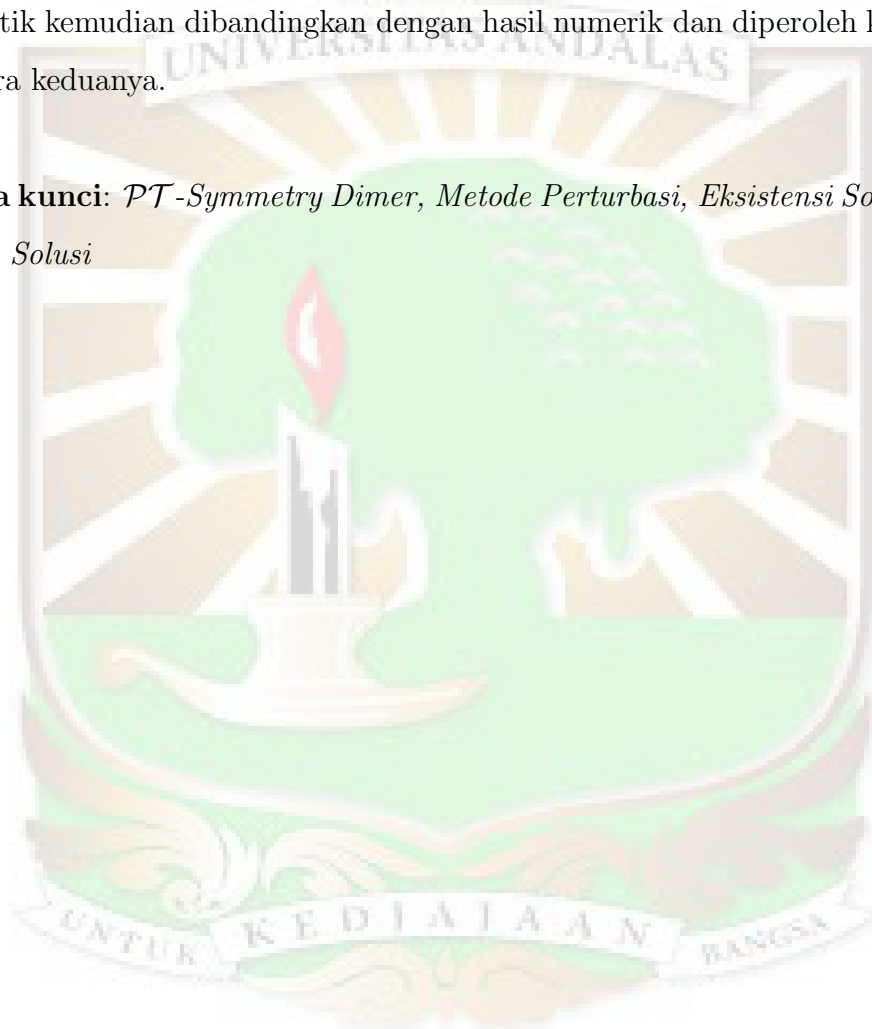 tik kemudian dibandingkan dengan hasil numerik dan diperoleh k
UNIVERSITAS ANDALAS
ra keduanya.
a kunci: PT-Symmetry Dimer, Metode Perturbasi, Eksistensi So
Solusi
UNTUK KEDJAJAAN BANGSA